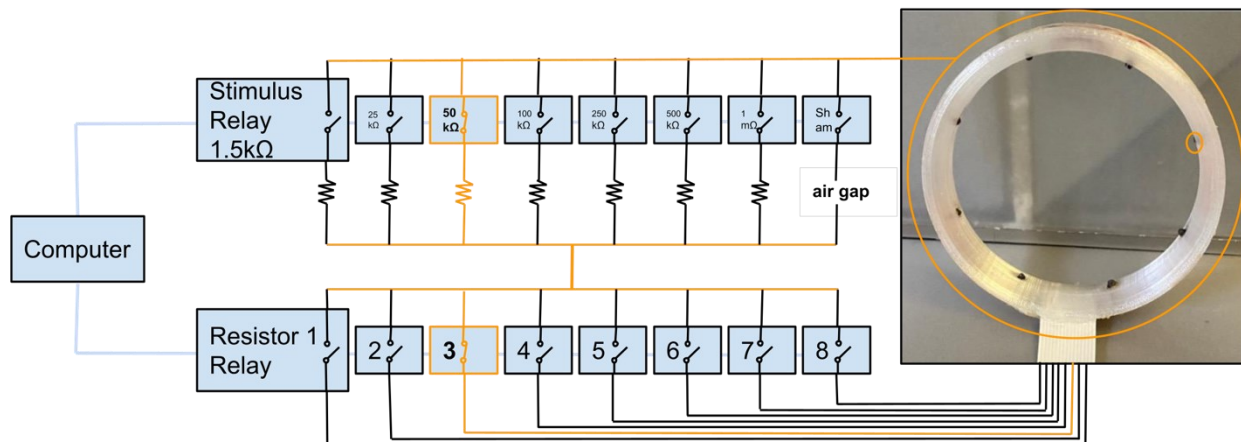 Stimulus
Relay
1.5kΩ
25
kΩ
50
kΩ
100
kΩ
250
kΩ
500
kΩ
1
mΩ
Sh
am
air gap
Computer
Resistor 1
Relay
2
3
4
5
6
7
8